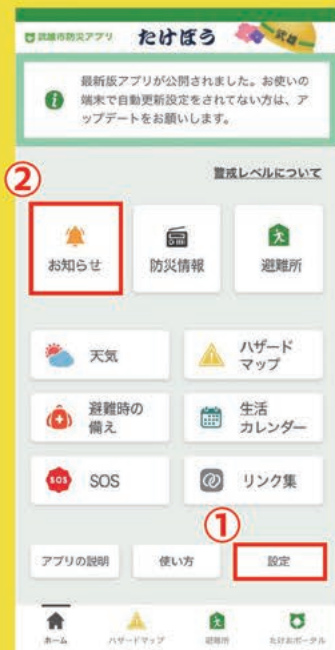 武雄市防災アプリ たけぼう 武雄
最新版アプリが公開されました。お使いの
端末で自動更新設定をされてない方は、ア
ップデートをお願いします。
警戒レベルについて
②
お知らせ 防災情報 避難所
天気 ハザード
マップ
避難時の
備え 生活
カレンダー
SOS SOS リンク集
①
アプリの説明 使い方 設定
ホーム ハザードマップ 避難所 たけおポータル